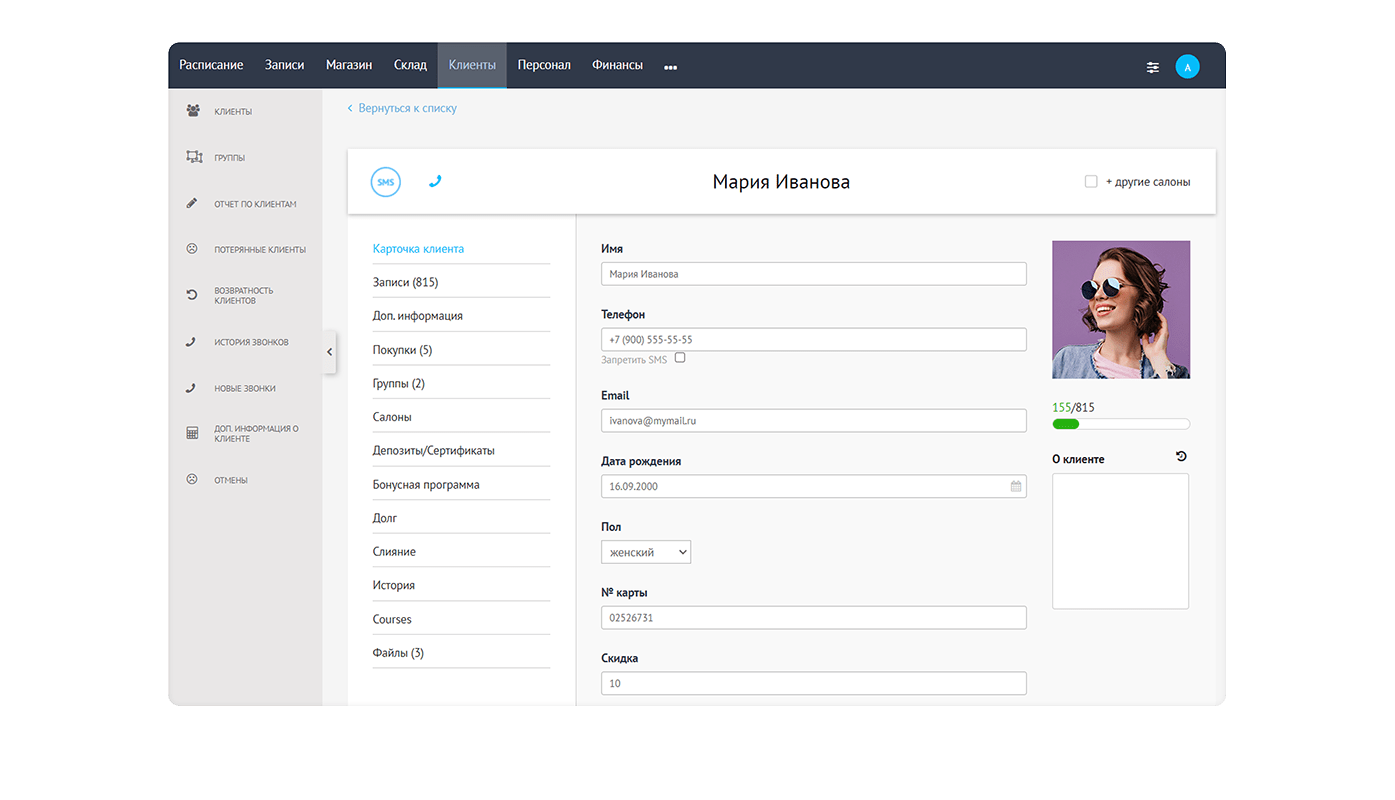 Расписание Записи Магазин Склад Клиенты Персонал Финансы
A
КЛИЕНТЫ
ГРУППЫ
ОТЧЕТ ПО КЛИЕНТАМ
ПОТЕРЯННЫЕ КЛИЕНТЫ
ВОЗВРАТНОСТЬ
КЛИЕНТОВ
ИСТОРИЯ ЗВОНКОВ
НОВЫЕ ЗВОНКИ
ДОП. ИНФОРМАЦИЯ О
КЛИЕНТЕ
ОТМЕНЫ
Вернуться к списку
SMS
Мария Иванова
+ другие салоны
Карточка клиента
Записи (815)
Доп. информация
Покупки (5)
Группы (2)
Салоны
Депозиты/Сертификаты
Бонусная программа
Долг
Слияние
История
Courses
Файлы (3)
Имя
Мария Иванова
Телефон
+7 (900) 555-55-55
Запретить SMS
Email
ivanova@mymail.ru
Дата рождения
16.09.2000
Пол
женский
№ карты
02526731
Скидка
10
155/815
О клиенте